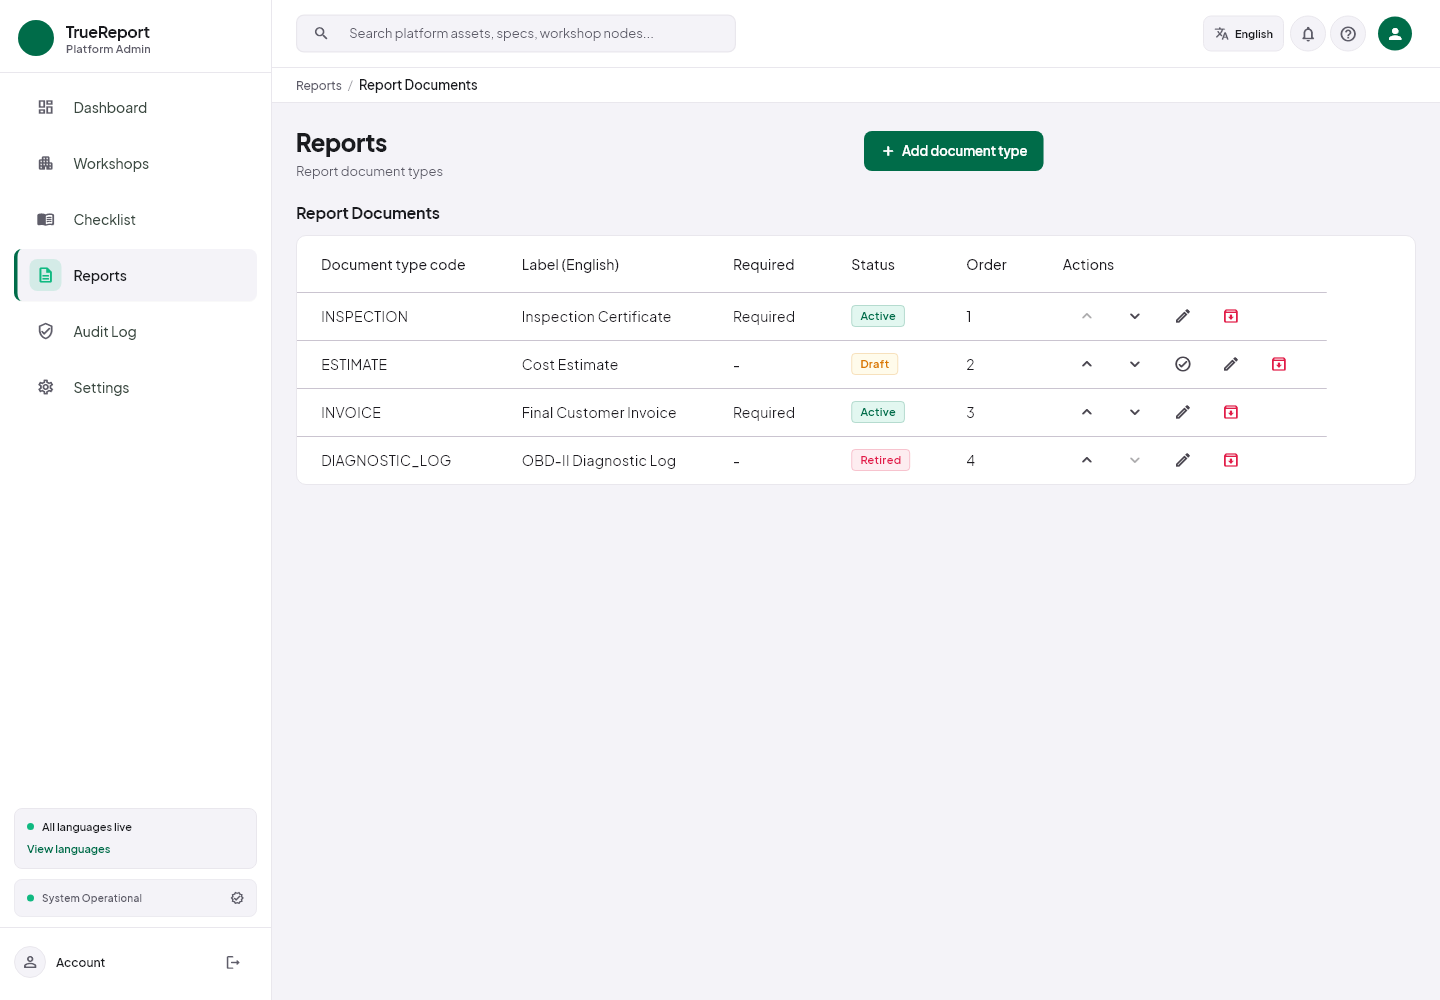 TrueReport
Platform Admin
Dashboard
Workshops
Checklist
Reports
Audit Log
Settings
All languages live
View languages
System Operational
Account
Search platform assets, specs, workshop nodes...
English
Reports / Report Documents
Reports
Report document types
Add document type
Report Documents
Document type code Label (English) Required Status Order Actions
INSPECTION Inspection Certificate Required Active 1
ESTIMATE Cost Estimate - Draft 2
INVOICE Final Customer Invoice Required Active 3
DIAGNOSTIC_LOG OBD-II Diagnostic Log - Retired 4